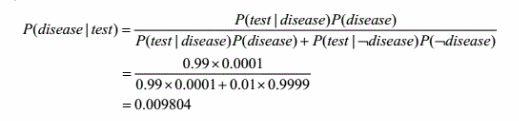 P(disease|test) = P(test|disease)P(disease) / P(test|disease)P(disease) + P(test|¬disease)P(¬disease)
= 0.99×0.0001 / 0.99×0.0001+0.01×0.9999
= 0.009804